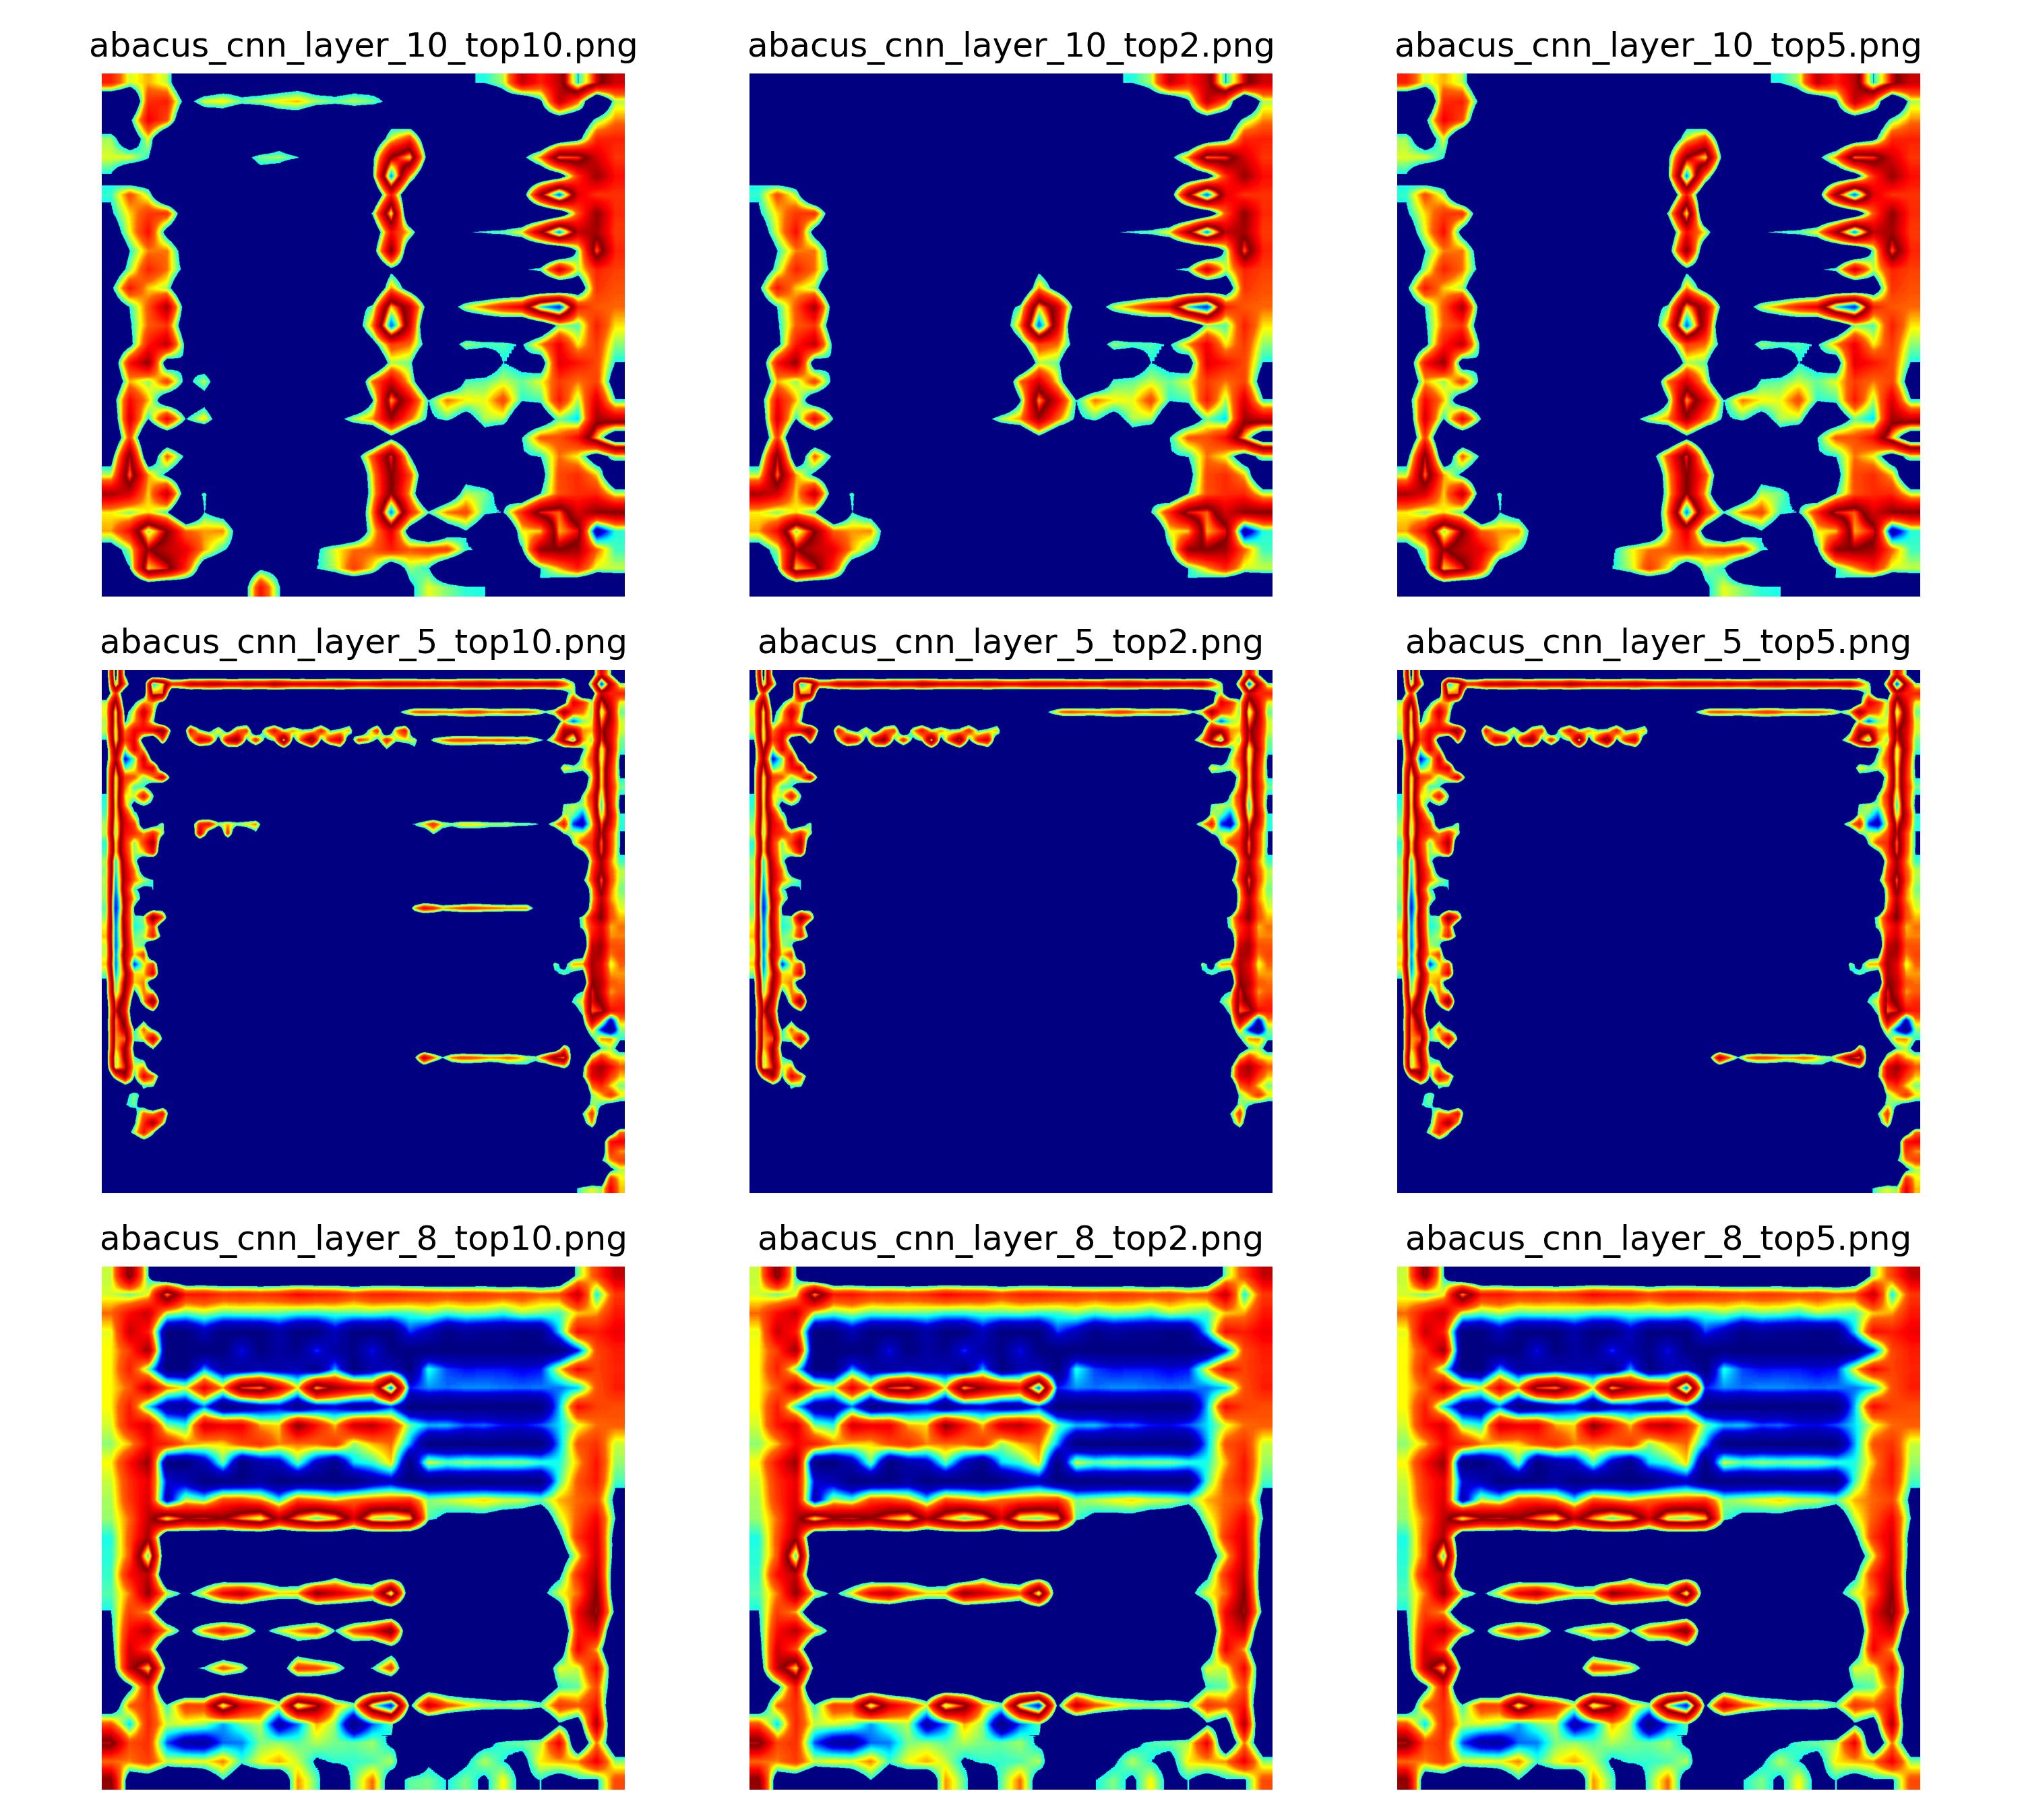 abacus_cnn_layer_10_top10.png
abacus_cnn_layer_10_top2.png
abacus_cnn_layer_10_top5.png
abacus_cnn_layer_5_top10.png
abacus_cnn_layer_5_top2.png
abacus_cnn_layer_5_top5.png
abacus_cnn_layer_8_top10.png
abacus_cnn_layer_8_top2.png
abacus_cnn_layer_8_top5.png